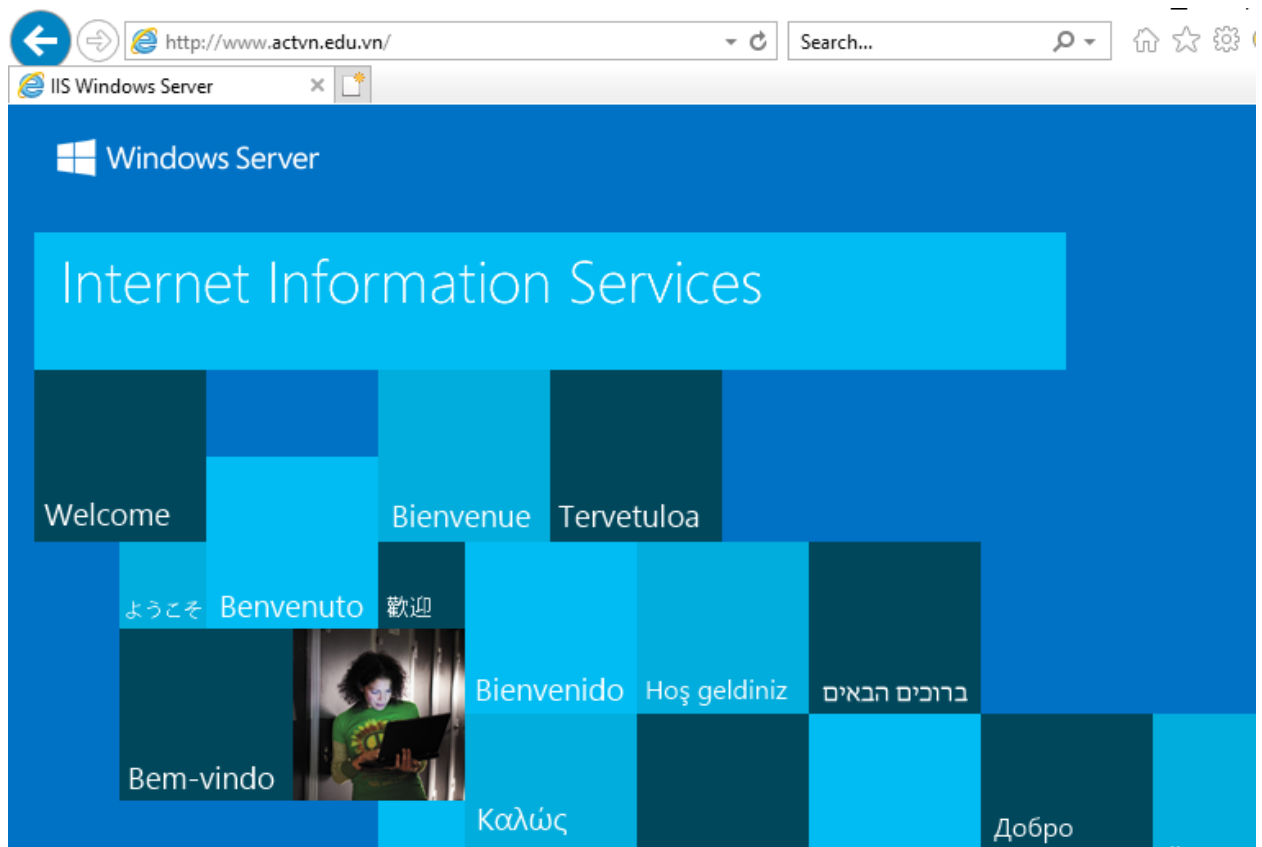 http://www.actvn.edu.vn/
Search...
IIS Windows Server
Windows Server
Internet Information Services
Welcome
Bienvenue
Tervetuloa
ようこそ
Benvenuto
歡迎
Bienvenido
Hoş geldiniz
ברוכים הבאים
Bem-vindo
Καλώς
Добро